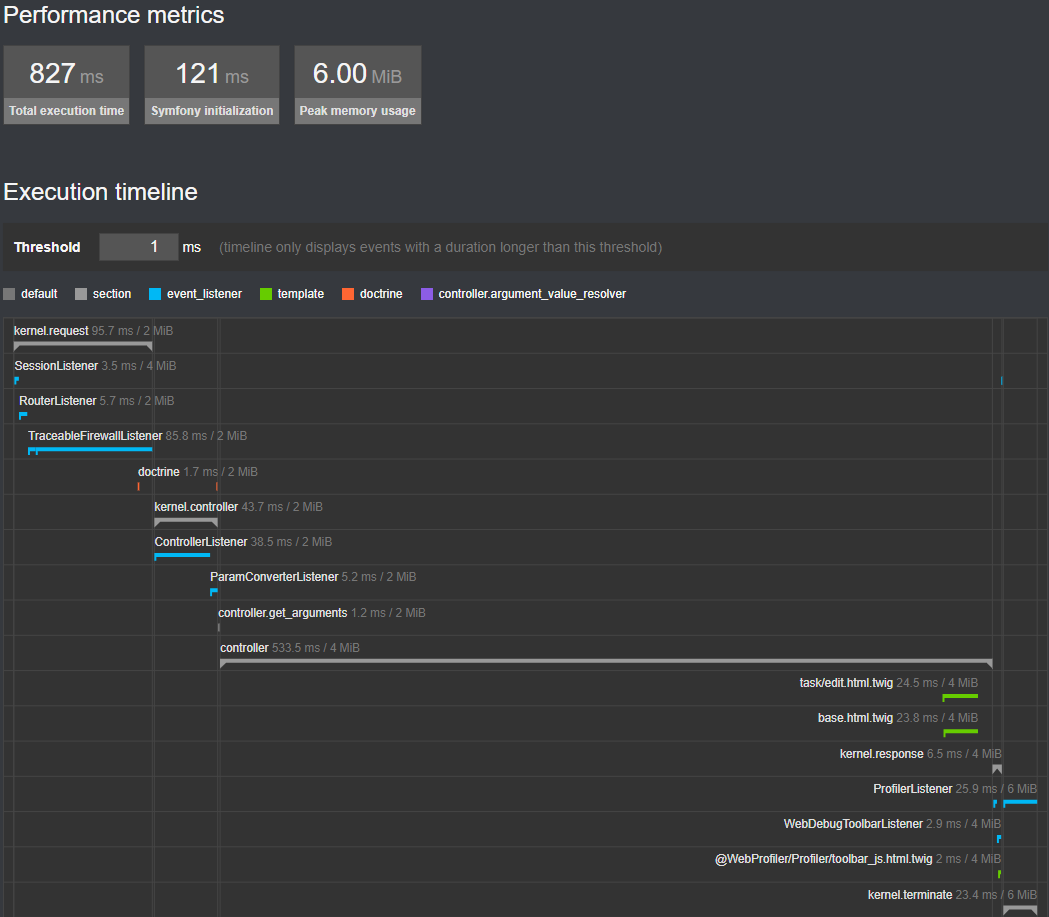 Performance metrics
827 ms 121 ms 6.00 MiB
Total execution time Symfony initialization Peak memory usage
Execution timeline
Threshold 1 ms (timeline only displays events with a duration longer than this threshold)
default section event_listener template doctrine controller.argument_value_resolver
kernel.request 95.7 ms / 2 MiB
SessionListener 3.5 ms / 4 MiB
RouterListener 5.7 ms / 2 MiB
TraceableFirewallListener 85.8 ms / 2 MiB
doctrine 1.7 ms / 2 MiB
kernel.controller 43.7 ms / 2 MiB
ControllerListener 38.5 ms / 2 MiB
ParamConverterListener 5.2 ms / 2 MiB
controller.get_arguments 1.2 ms / 2 MiB
controller 533.5 ms / 4 MiB
task/edit.html.twig 24.5 ms / 4 MiB
base.html.twig 23.8 ms / 4 MiB
kernel.response 6.5 ms / 4 MiB
ProfilerListener 25.9 ms / 6 MiB
WebDebugToolbarListener 2.9 ms / 4 MiB
@WebProfiler/Profiler/toolbar_js.html.twig 2 ms / 4 MiB
kernel.terminate 23.4 ms / 6 MiB